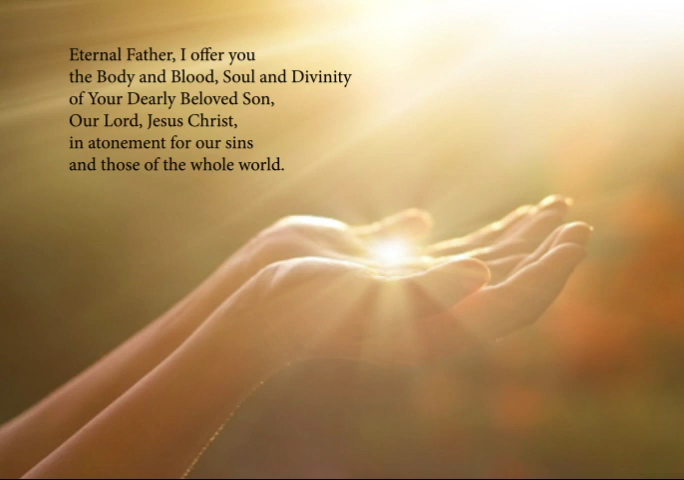 Eternal Father, I offer you
the Body and Blood, Soul and Divinity
of Your Dearly Beloved Son,
Our Lord, Jesus Christ,
in atonement for our sins
and those of the whole world.